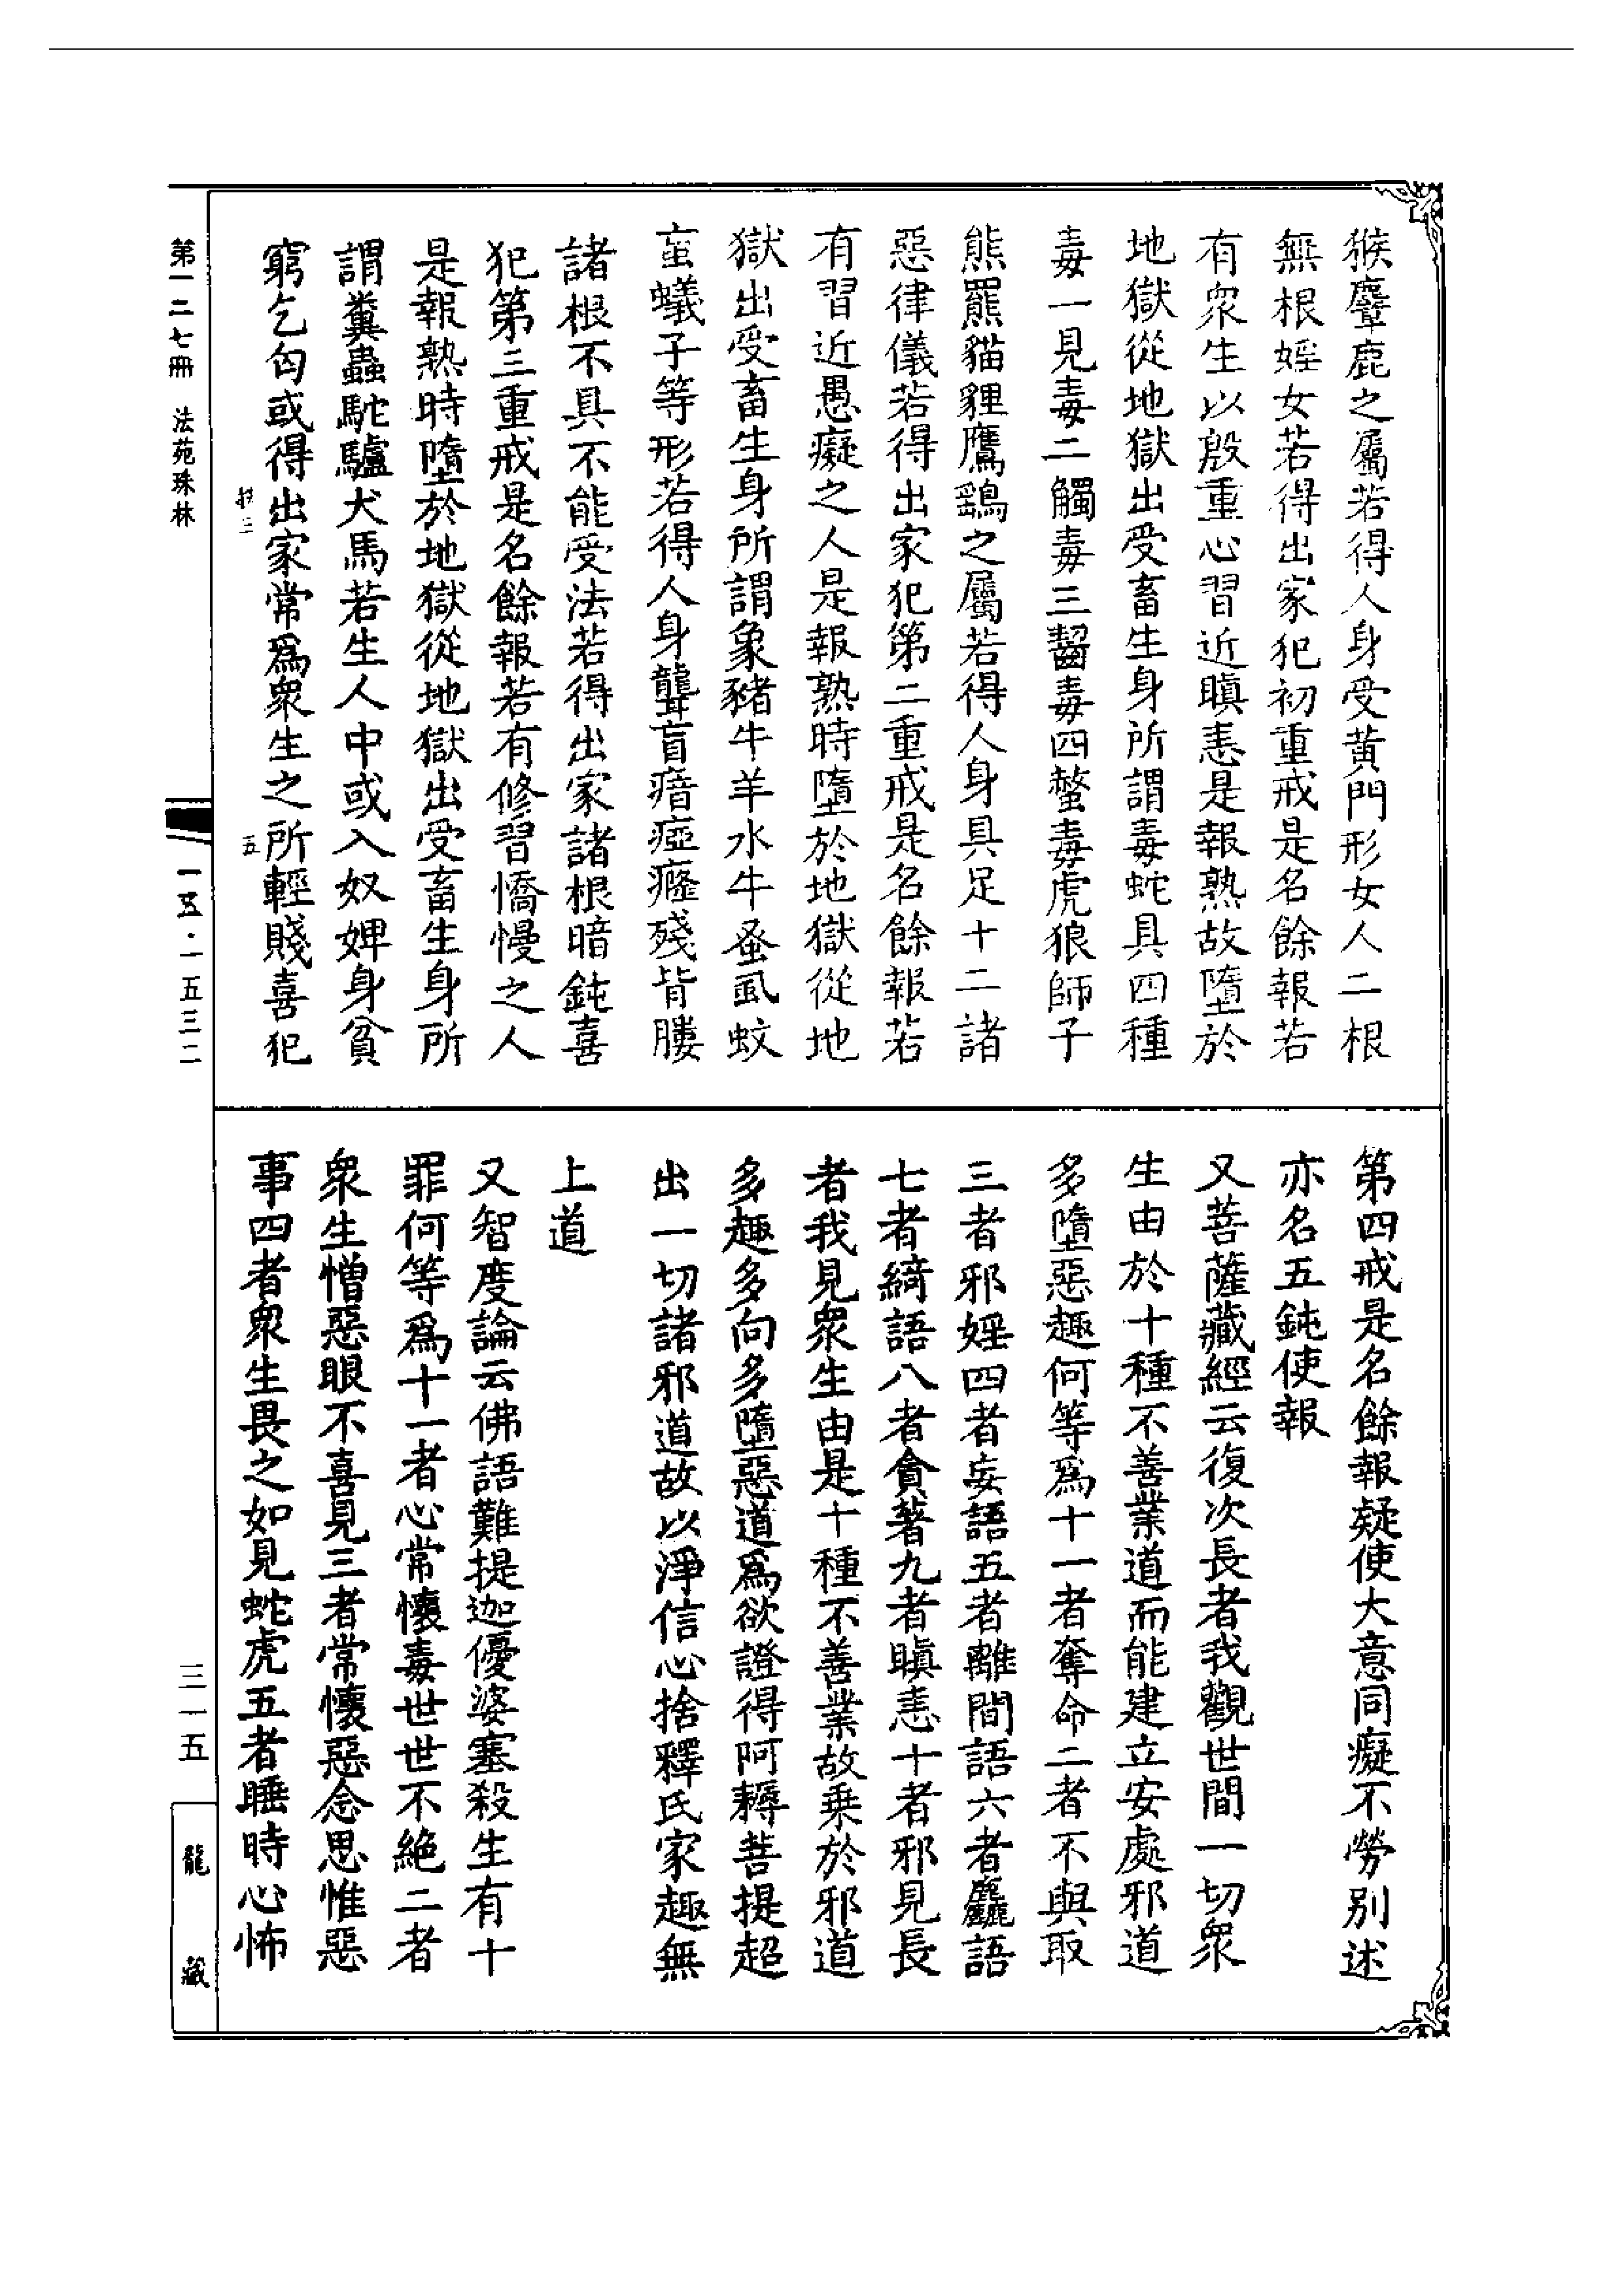 猴麞鹿之屬若得人身受黃門形女人二根
無根婬女若得出家犯初重戒是名餘報若
有眾生以殷重心習近瞋恚是報熟故墮於
地獄從地獄出受畜生身所謂毒蛇具四種
毒一見毒二觸毒三齧毒四螫毒虎狼師子
熊羆貓貍鷹鷂之屬若得人身具足十二諸
惡律儀若得出家犯第二重戒是名餘報若
有習近愚癡之人是報熟時墮於地獄從地
獄出受畜生身所謂象豬牛羊水牛蚤虱蚊
䖟蟻子等形若得人身聾盲瘖瘂癃殘背膢
諸根不具不能受法若得出家諸根暗鈍喜
犯第三重戒是名餘報若有修習憍慢之人
是報熟時墮於地獄從地獄出受畜生身所
謂糞蟲駝驢犬馬若生人中或入奴婢身貧
窮乞匃或得出家常爲眾生之所輕賤喜犯
第四戒是名餘報疑使大意同癡不勞別述
亦名五鈍使報
又菩薩藏經云復次長者我觀世間一切眾
生由於十種不善業道而能建立安處邪道
多墮惡趣何等爲十一者奪命二者不與取
三者邪婬四者妄語五者離間語六者麤語
七者綺語八者貪著九者瞋恚十者邪見長
者我見眾生由是十種不善業故乗於邪道
多趣多向多墮惡道爲欲證得阿耨菩提超
出一切諸邪道故以淨信心捨釋氏家趣無
上道
又智度論云佛語難提迦優婆塞殺生有十
罪何等爲十一者心常懷毒世世不絕二者
眾生憎惡眼不喜見三者常懷惡念思惟惡
事四者眾生畏之如見蛇虎五者睡時心怖
第一二七冊 法苑珠林
五
一五·一五三二
三一五
龍藏